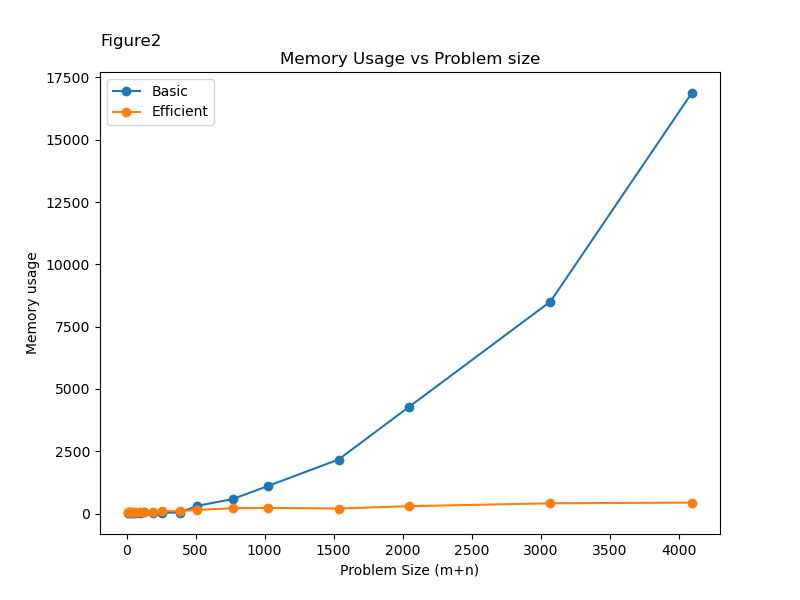 Figure2
Memory Usage vs Problem size
Basic
Efficient
Memory usage
17500
15000
12500
10000
7500
5000
2500
0
0 500 1000 1500 2000 2500 3000 3500 4000
Problem Size (m+n)